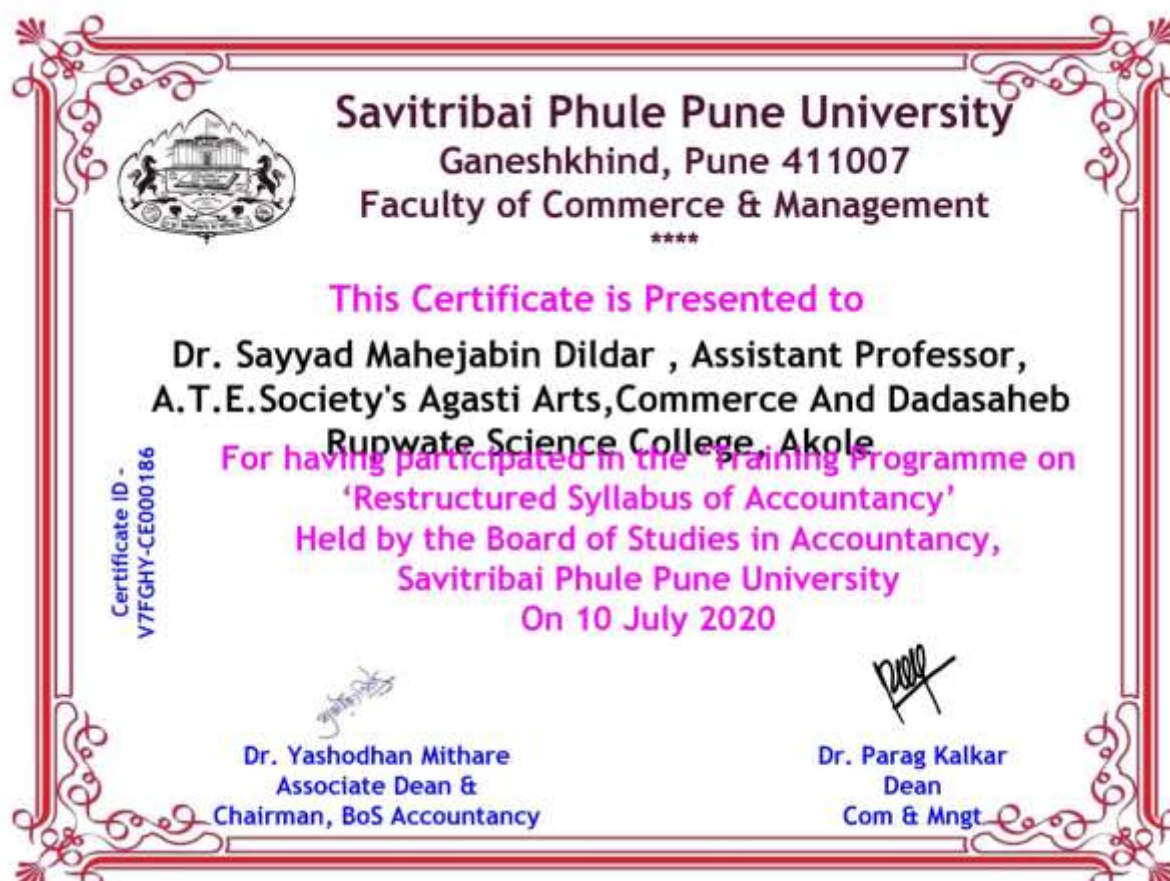 Savitribai Phule Pune University
Ganeshkhind, Pune 411007
Faculty of Commerce & Management
****
This Certificate is Presented to
Dr. Sayyad Mahejabin Dildar , Assistant Professor,
A.T.E.Society's Agasti Arts,Commerce And Dadasaheb
Rupwate Science College, Akole
For having participated in the 'Training Programme on
‘Restructured Syllabus of Accountancy’
Held by the Board of Studies in Accountancy,
Savitribai Phule Pune University
On 10 July 2020
Certificate ID -
V7FGHY-CE000186
Dr. Yashodhan Mithare
Associate Dean &
Chairman, BoS Accountancy
Dr. Parag Kalkar
Dean
Com & Mngt